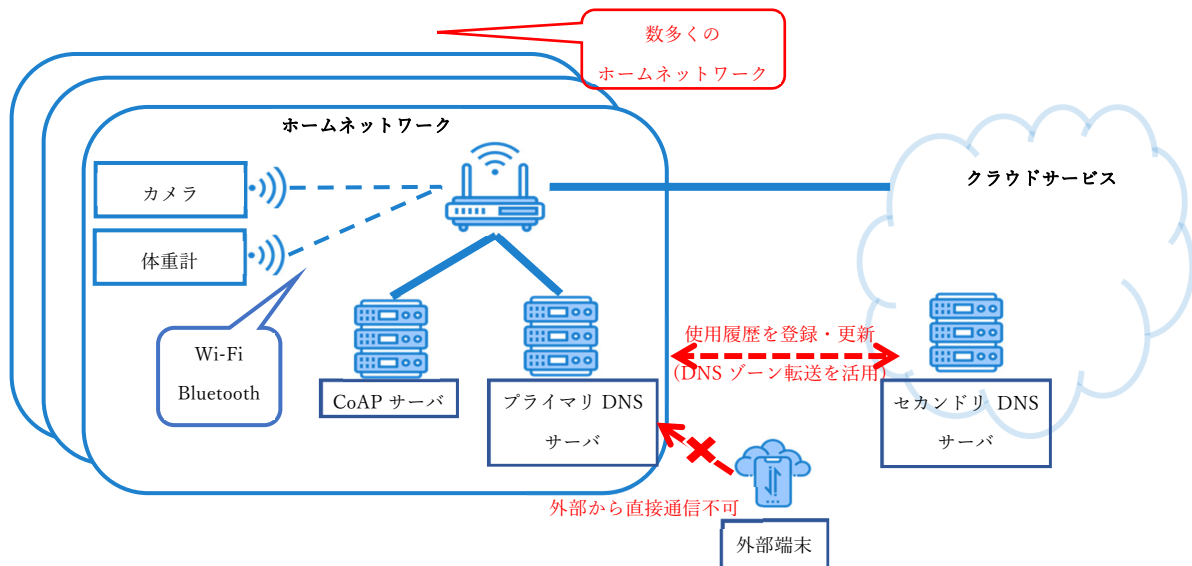 数多くの
ホームネットワーク
ホームネットワーク
カメラ
体重計
Wi-Fi
Bluetooth
CoAP サーバ
プライマリ DNS
サーバ
使用履歴を登録・更新
（DNS ゾーン転送を活用）
クラウドサービス
セカンドリ DNS
サーバ
外部から直接通信不可
外部端末